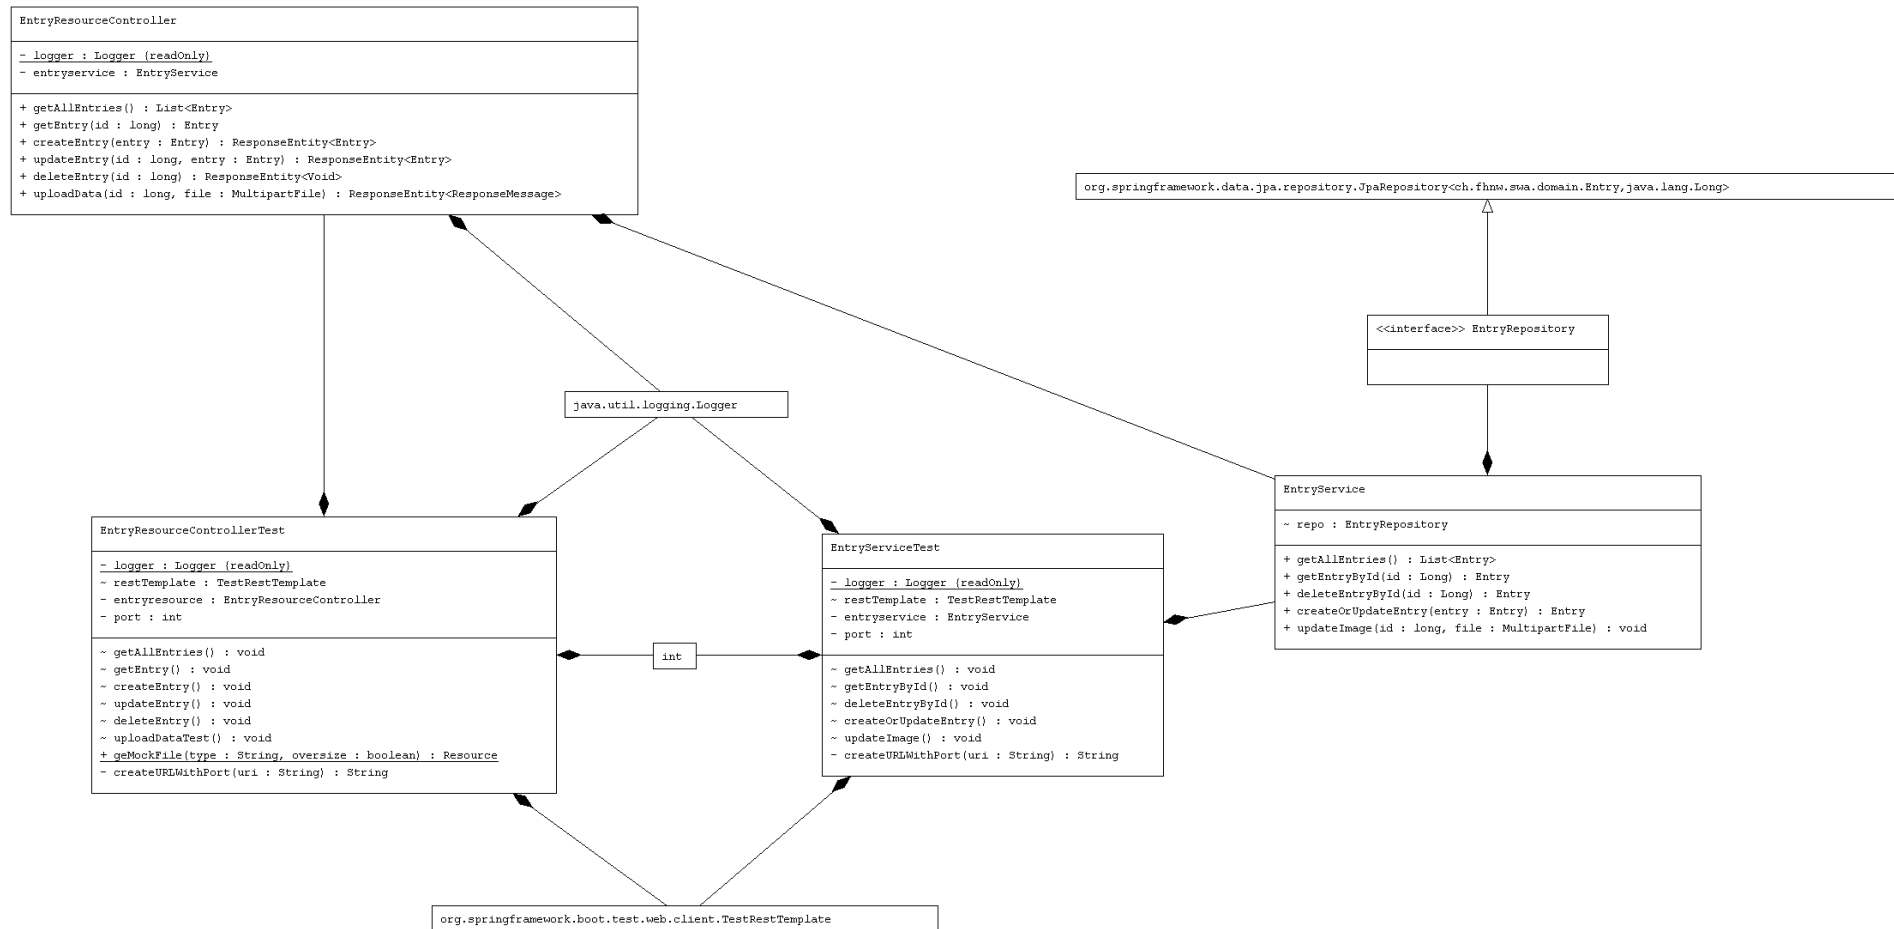 EntryResourceController
- logger : Logger {readOnly}
- entryservice : EntryService
+ getAllEntries() : List<Entry>
+ getEntry(id : long) : Entry
+ createEntry(entry : Entry) : ResponseEntity<Entry>
+ updateEntry(id : long, entry : Entry) : ResponseEntity<Entry>
+ deleteEntry(id : long) : ResponseEntity<Void>
+ uploadData(id : long, file : MultipartFile) : ResponseEntity<ResponseMessage>
org.springframework.data.jpa.repository.JpaRepository<ch.fhnw.swa.domain.Entry,java.lang.Long>
<<interface>> EntryRepository
java.util.logging.Logger
EntryService
~ repo : EntryRepository
+ getAllEntries() : List<Entry>
+ getEntryById(id : Long) : Entry
+ deleteEntryById(id : Long) : Entry
+ createOrUpdateEntry(entry : Entry) : Entry
+ updateImage(id : long, file : MultipartFile) : void
EntryResourceControllerTest
- logger : Logger {readOnly}
~ restTemplate : TestRestTemplate
- entryresource : EntryResourceController
- port : int
~ getAllEntries() : void
~ getEntry() : void
~ createEntry() : void
~ updateEntry() : void
~ deleteEntry() : void
~ uploadDataTest() : void
+ geMockFile(type : String, oversize : boolean) : Resource
- createURLWithPort(uri : String) : String
int
EntryServiceTest
- logger : Logger {readOnly}
~ restTemplate : TestRestTemplate
- entryservice : EntryService
- port : int
~ getAllEntries() : void
~ getEntryById() : void
~ deleteEntryById() : void
~ createOrUpdateEntry() : void
~ updateImage() : void
- createURLWithPort(uri : String) : String
org.springframework.boot.test.web.client.TestRestTemplate